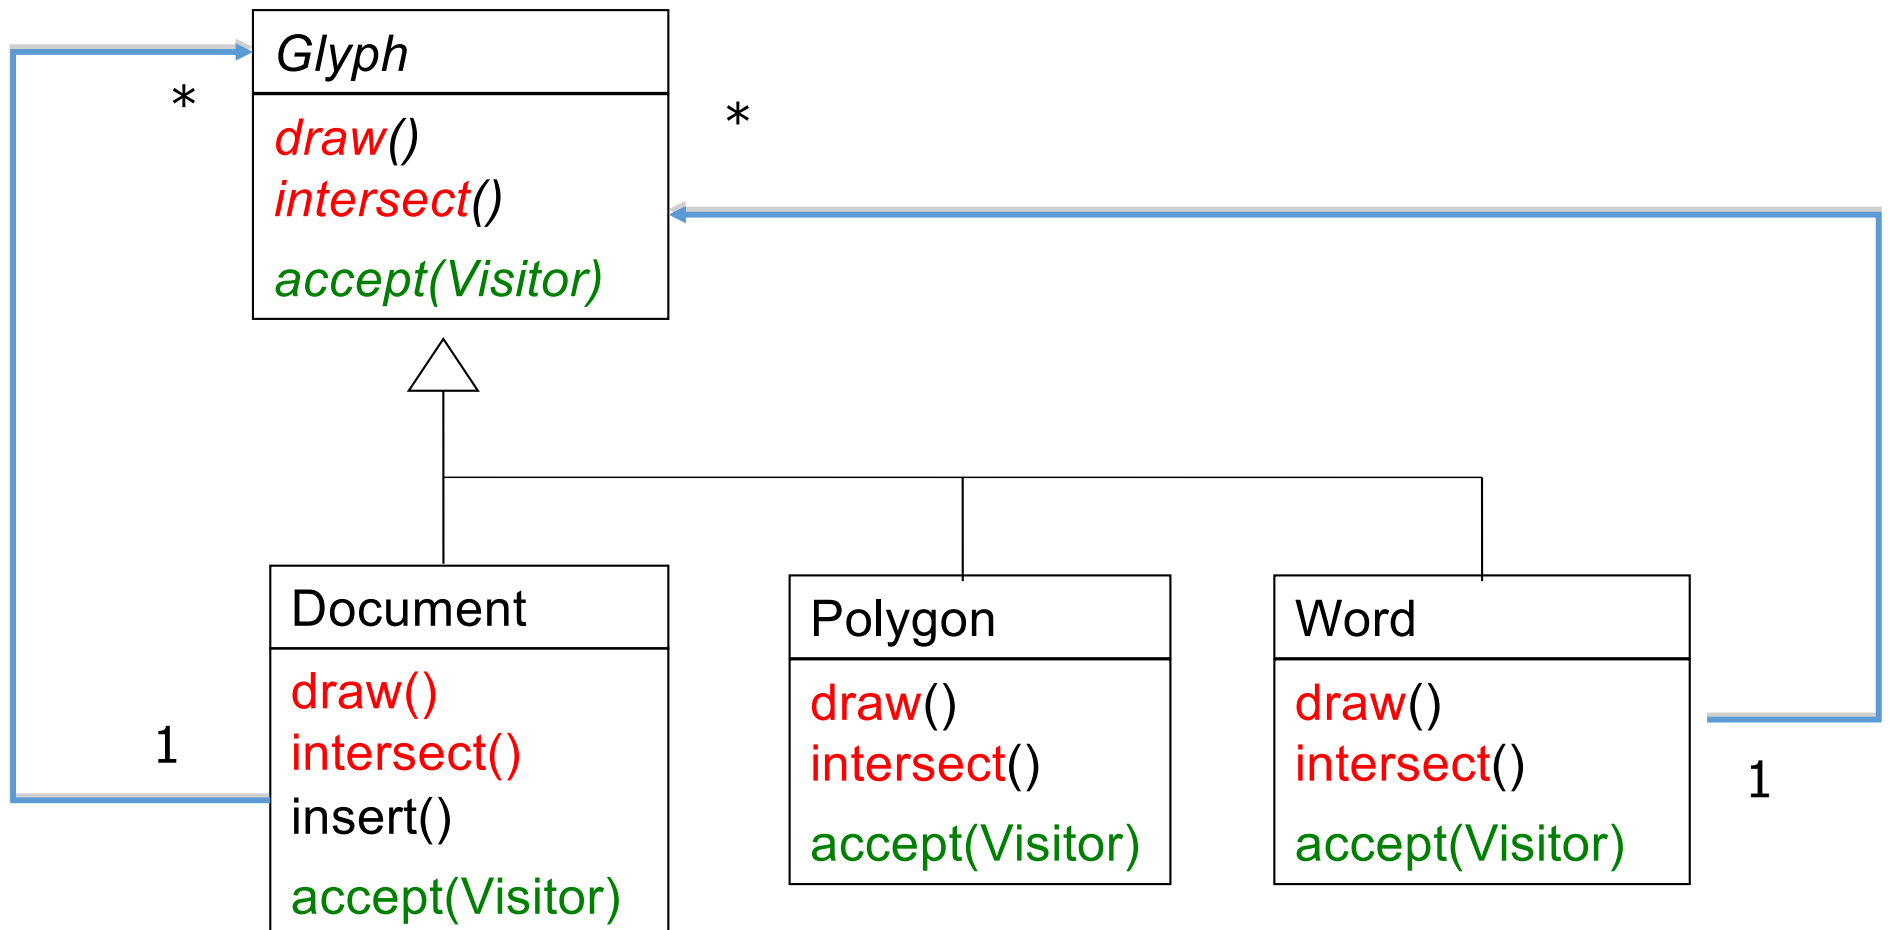 Glyph
*
*
draw()
intersect()
accept(Visitor)
Document
draw()
intersect()
insert()
accept(Visitor)
1
Polygon
draw()
intersect()
accept(Visitor)
Word
draw()
intersect()
accept(Visitor)
1